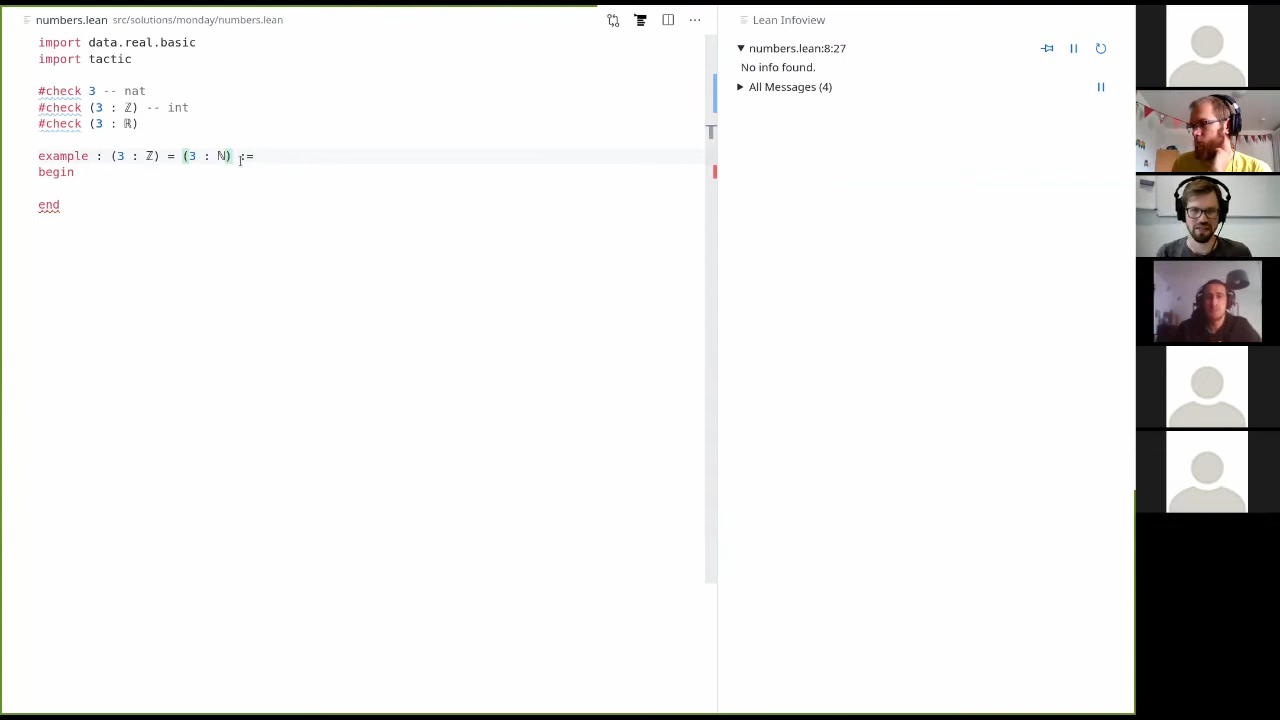 numbers.lean src/solutions/monday/numbers.lean
import data.real.basic
import tactic
#check 3 -- nat
#check (3 : ℤ) -- int
#check (3 : ℝ)
example : (3 : ℤ) = (3 : ℕ) :=
begin
end
Lean Infoview
numbers.lean:8:27
No info found.
All Messages (4)